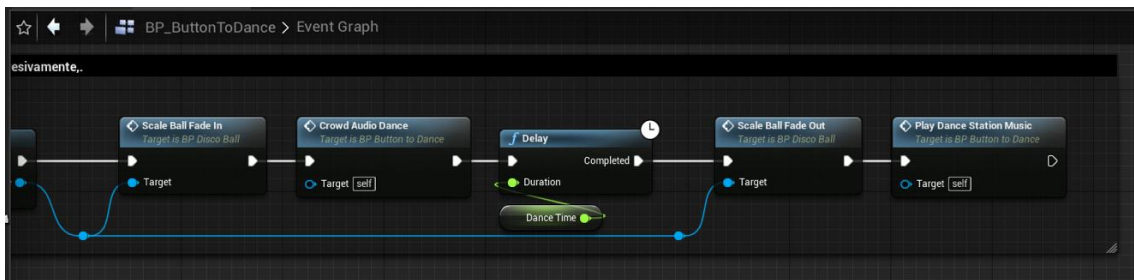 BP_ButtonToDance > Event Graph
esivamente,.
Scale Ball Fade In
Target is BP Disco Ball
Target
Crowd Audio Dance
Target is BP Button to Dance
Target self
f Delay
Completed
Duration
Dance Time
Scale Ball Fade Out
Target is BP Disco Ball
Target
Play Dance Station Music
Target is BP Button to Dance
Target self